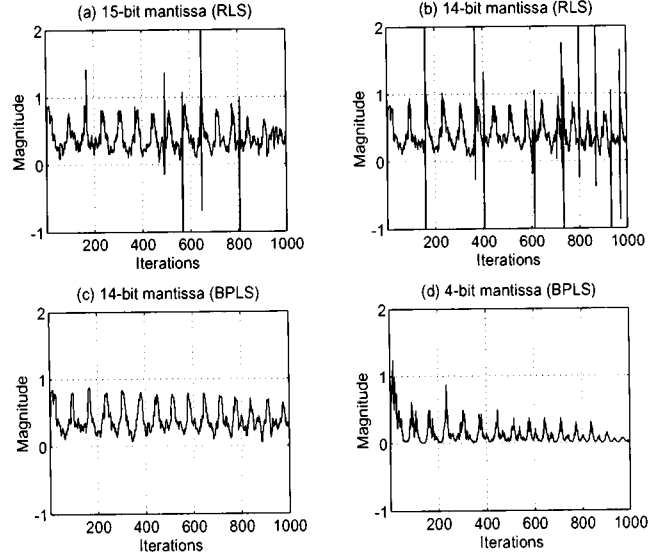 (a) 15-bit mantissa (RLS)
2
1
0
-1
Magnitude
200 400 600 800 1000
Iterations
(b) 14-bit mantissa (RLS)
2
1
0
-1
Magnitude
200 400 600 800 1000
Iterations
(c) 14-bit mantissa (BPLS)
2
1
0
-1
Magnitude
200 400 600 800 1000
Iterations
(d) 4-bit mantissa (BPLS)
2
1
0
-1
Magnitude
200 400 600 800 1000
Iterations